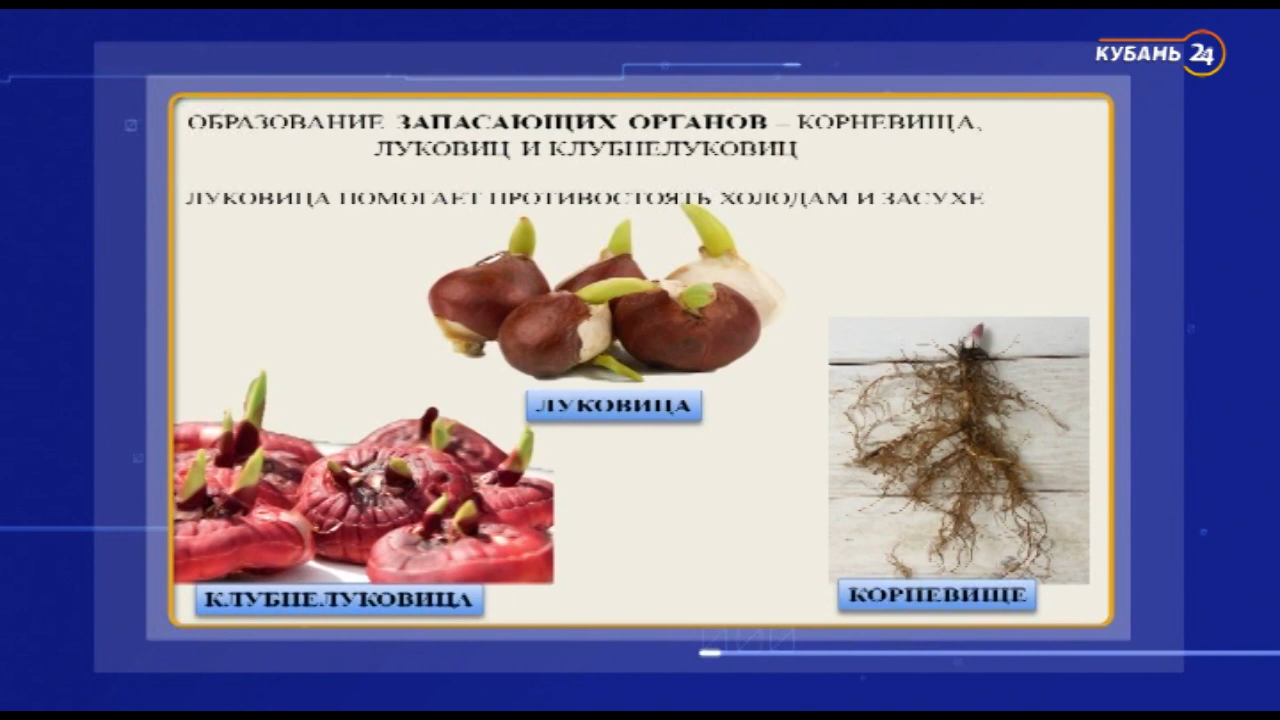 КУБАНЬ 24
ОБРАЗОВАНИЕ ЗАПАСАЮЩИХ ОРГАНОВ – КОРНЕВИЩА,
ЛУКОВИЦ И КЛУБНЕЛУКОВИЦ
ЛУКОВИЦА ПОМОГАЕТ ПРОТИВОСТОЯТЬ ХОЛОДАМ И ЗАСУХЕ
ЛУКОВИЦА
КЛУБНЕЛУКОВИЦА
КОРНЕВИЩЕ